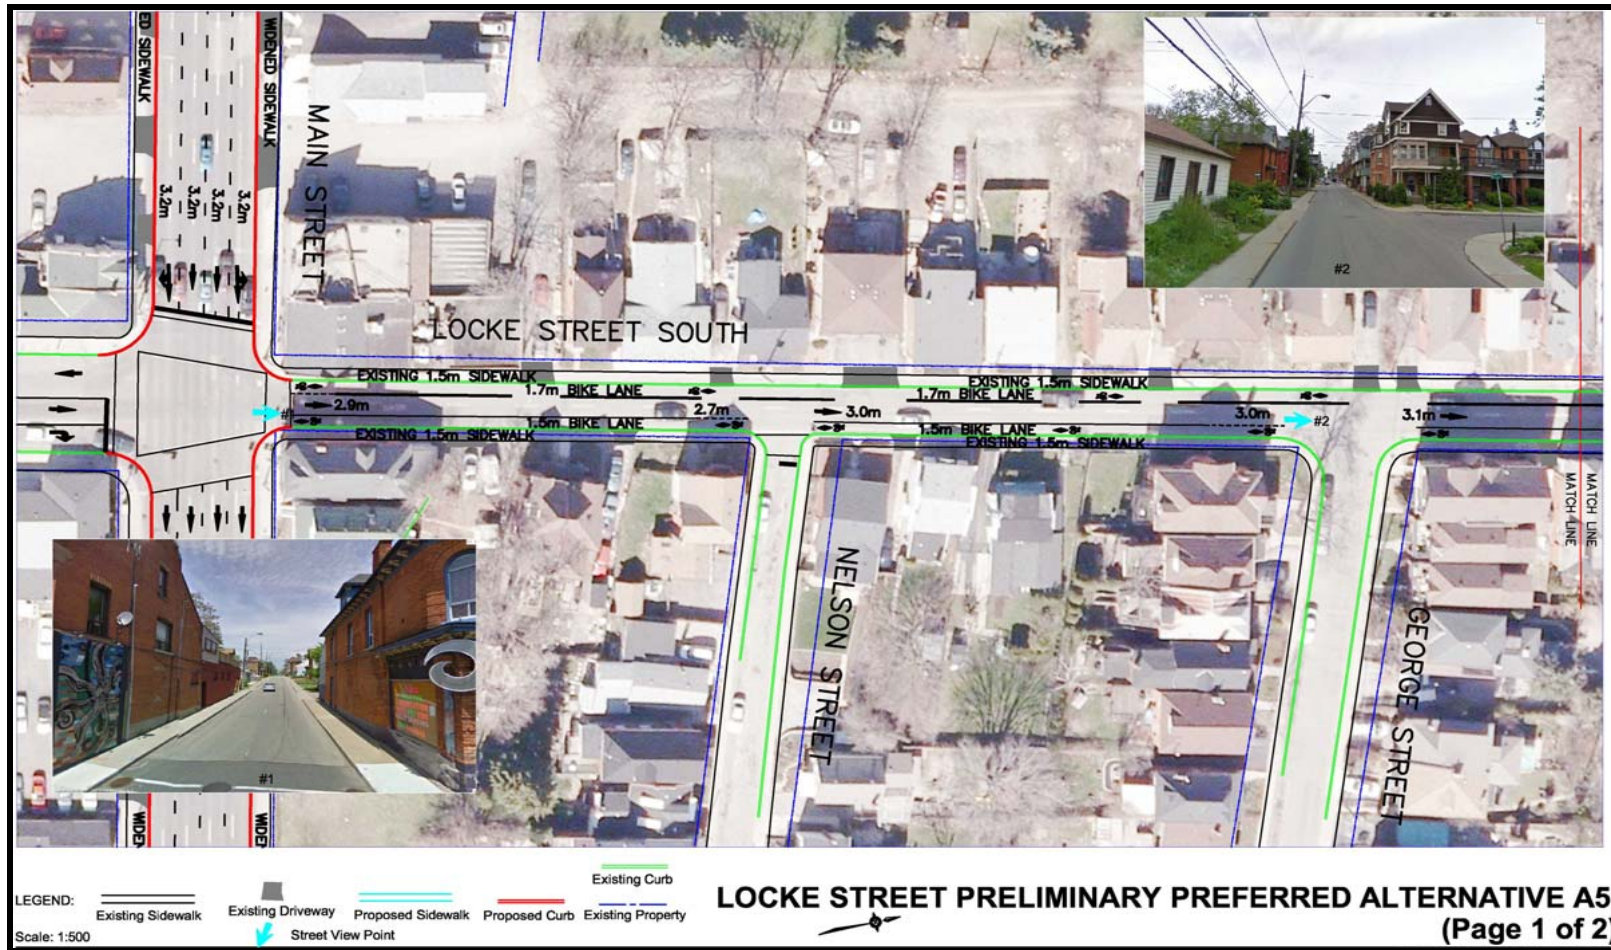 WIDENED SIDEWALK
MAIN STREET
3.2m
3.2m
3.2m
3.2m
#2
LOCKE STREET SOUTH
EXISTING 1.5m SIDEWALK
EXISTING 1.5m SIDEWALK
1.7m BIKE LANE
1.7m BIKE LANE
2.9m
2.7m
3.0m
3.0m
#2
3.1m
1.5m BIKE LANE
1.5m BIKE LANE
EXISTING 1.5m SIDEWALK
EXISTING 1.5m SIDEWALK
MATCH LINE
MATCH LINE
NELSON STREET
GEORGE STREET
#1
LEGEND:
Existing Sidewalk
Existing Driveway
Proposed Sidewalk
Proposed Curb
Existing Curb
Existing Property
Street View Point
Scale: 1:500
LOCKE STREET PRELIMINARY PREFERRED ALTERNATIVE A5
(Page 1 of 2)